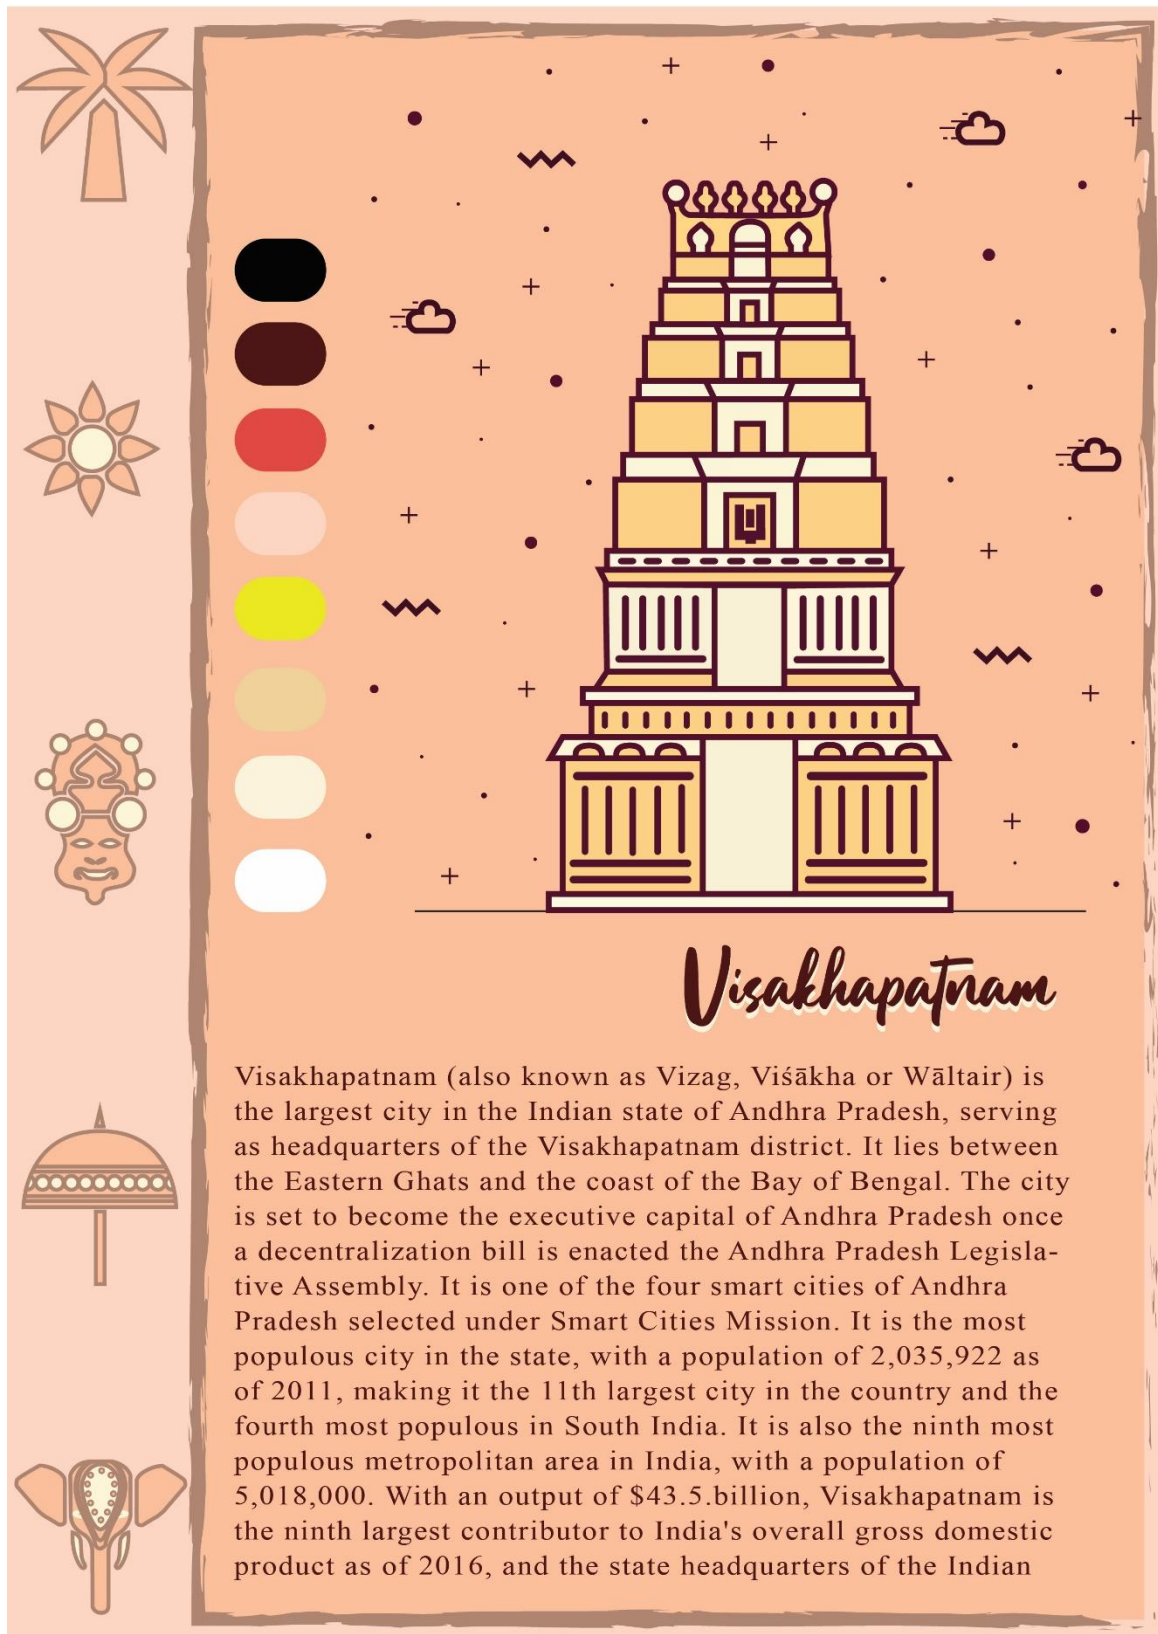 Visakhapatnam
Visakhapatnam (also known as Vizag, Viśākha or Wāltair) is
the largest city in the Indian state of Andhra Pradesh, serving
as headquarters of the Visakhapatnam district. It lies between
the Eastern Ghats and the coast of the Bay of Bengal. The city
is set to become the executive capital of Andhra Pradesh once
a decentralization bill is enacted the Andhra Pradesh Legisla-
tive Assembly. It is one of the four smart cities of Andhra
Pradesh selected under Smart Cities Mission. It is the most
populous city in the state, with a population of 2,035,922 as
of 2011, making it the 11th largest city in the country and the
fourth most populous in South India. It is also the ninth most
populous metropolitan area in India, with a population of
5,018,000. With an output of $43.5.billion, Visakhapatnam is
the ninth largest contributor to India's overall gross domestic
product as of 2016, and the state headquarters of the Indian